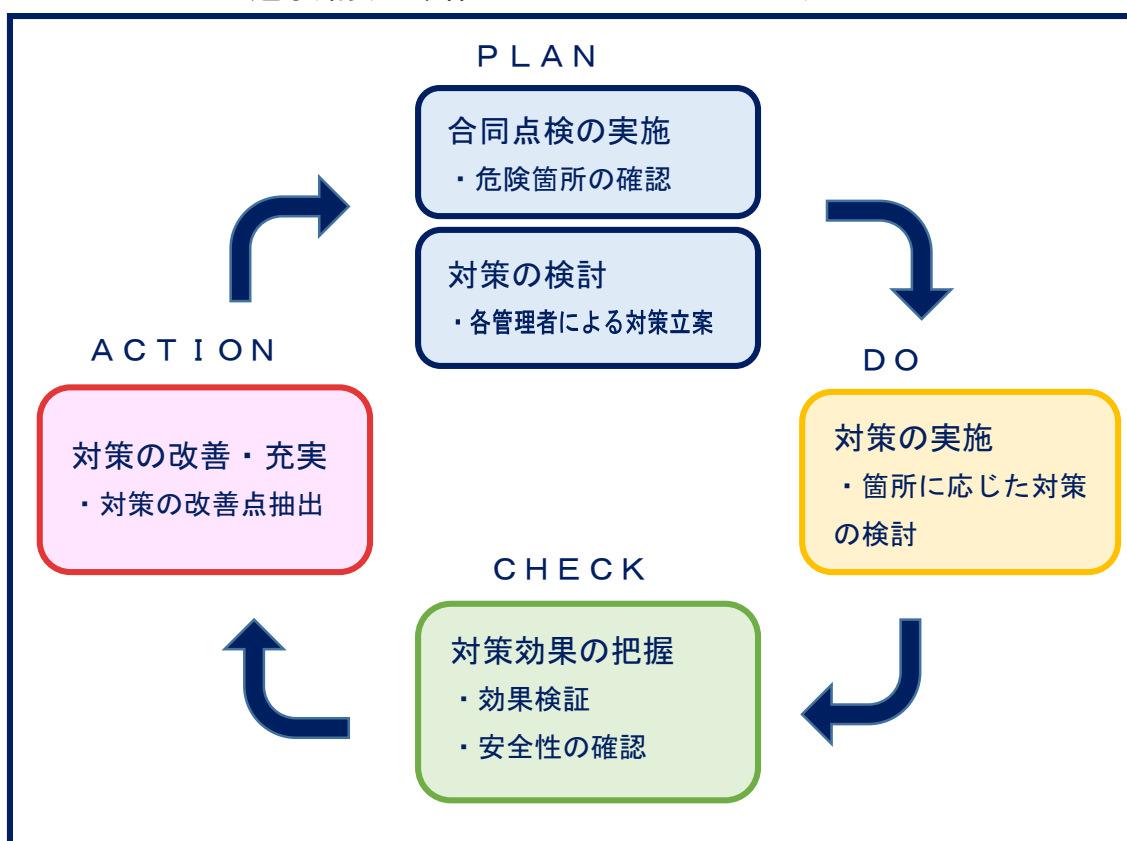 ＰＬＡＮ
合同点検の実施
・危険箇所の確認
対策の検討
・各管理者による対策立案
ＤＯ
対策の実施
・箇所に応じた対策
の検討
ＣＨＥＣＫ
対策効果の把握
・効果検証
・安全性の確認
ＡＣＴＩＯＮ
対策の改善・充実
・対策の改善点抽出